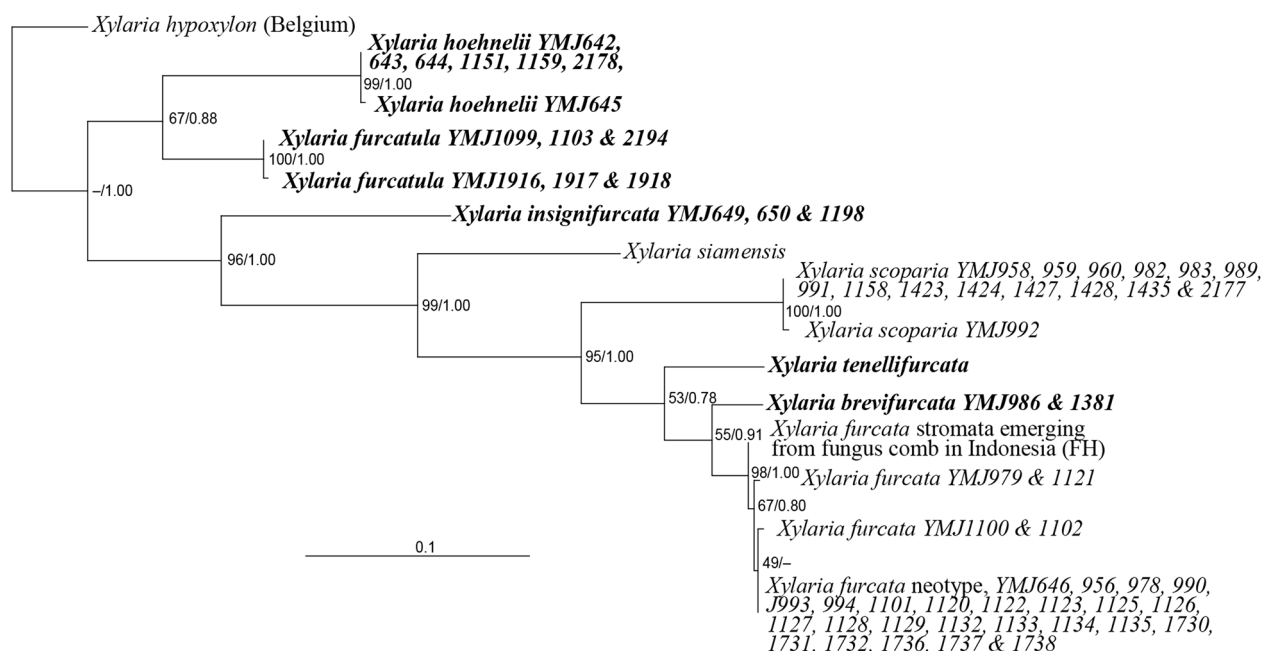 Xylaria hypoxylon (Belgium)
Xylaria hoehnelii YMJ642,
643, 644, 1151, 1159, 2178,
99/1.00
Xylaria hoehnelii YMJ645
67/0.88
Xylaria furcatula YMJ1099, 1103 & 2194
100/1.00
Xylaria furcatula YMJ1916, 1917 & 1918
–/1.00
Xylaria insignifurcata YMJ649, 650 & 1198
96/1.00
Xylaria siamensis
Xylaria scoparia YMJ958, 959, 960, 982, 983, 989,
991, 1158, 1423, 1424, 1427, 1428, 1435 & 2177
99/1.00
100/1.00
Xylaria scoparia YMJ992
95/1.00
Xylaria tenellifurcata
53/0.78
Xylaria brevifurcata YMJ986 & 1381
55/0.91
Xylaria furcata stromata emerging
from fungus comb in Indonesia (FH)
98/1.00
Xylaria furcata YMJ979 & 1121
67/0.80
Xylaria furcata YMJ1100 & 1102
0.1
49/–
Xylaria furcata neotype, YMJ646, 956, 978, 990,
J993, 994, 1101, 1120, 1122, 1123, 1125, 1126,
1127, 1128, 1129, 1132, 1133, 1134, 1135, 1730,
1731, 1732, 1736, 1737 & 1738